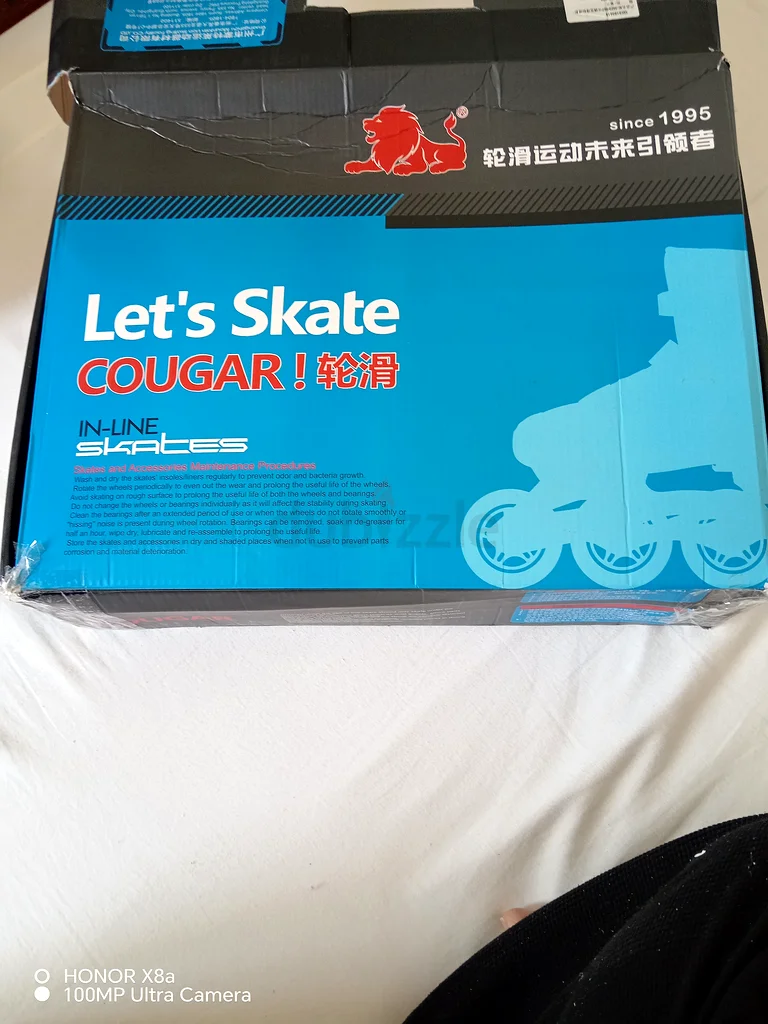 since 1995
轮滑运动未来引领者
Let's Skate
COUGAR ! 轮滑
IN-LINE
SKATES
Skates and Accessories Maintenance Procedures
Wash and dry the skates, insoles/liners regularly to prevent odor and bacteria growth.
Rotate the wheels periodically to even out the wear and prolong the useful life of the wheels.
Avoid skating on rough surface to prolong the useful life of both the wheels and bearings.
Do not change the wheels or bearings individually as it will affect the stability during skating
Clean the bearings after an extended period of use or when the wheels do not rotate smoothly or
"hissing" noise is present during wheel rotation. Bearings can be removed, soak in de-greaser for
half an hour, wipe dry, lubricate and re-assemble to prolong the useful life.
Store the skates and accessories in dry and shaded places when not in use to prevent parts
corrosion and material deterioration.
HONOR X8a
100MP Ultra Camera